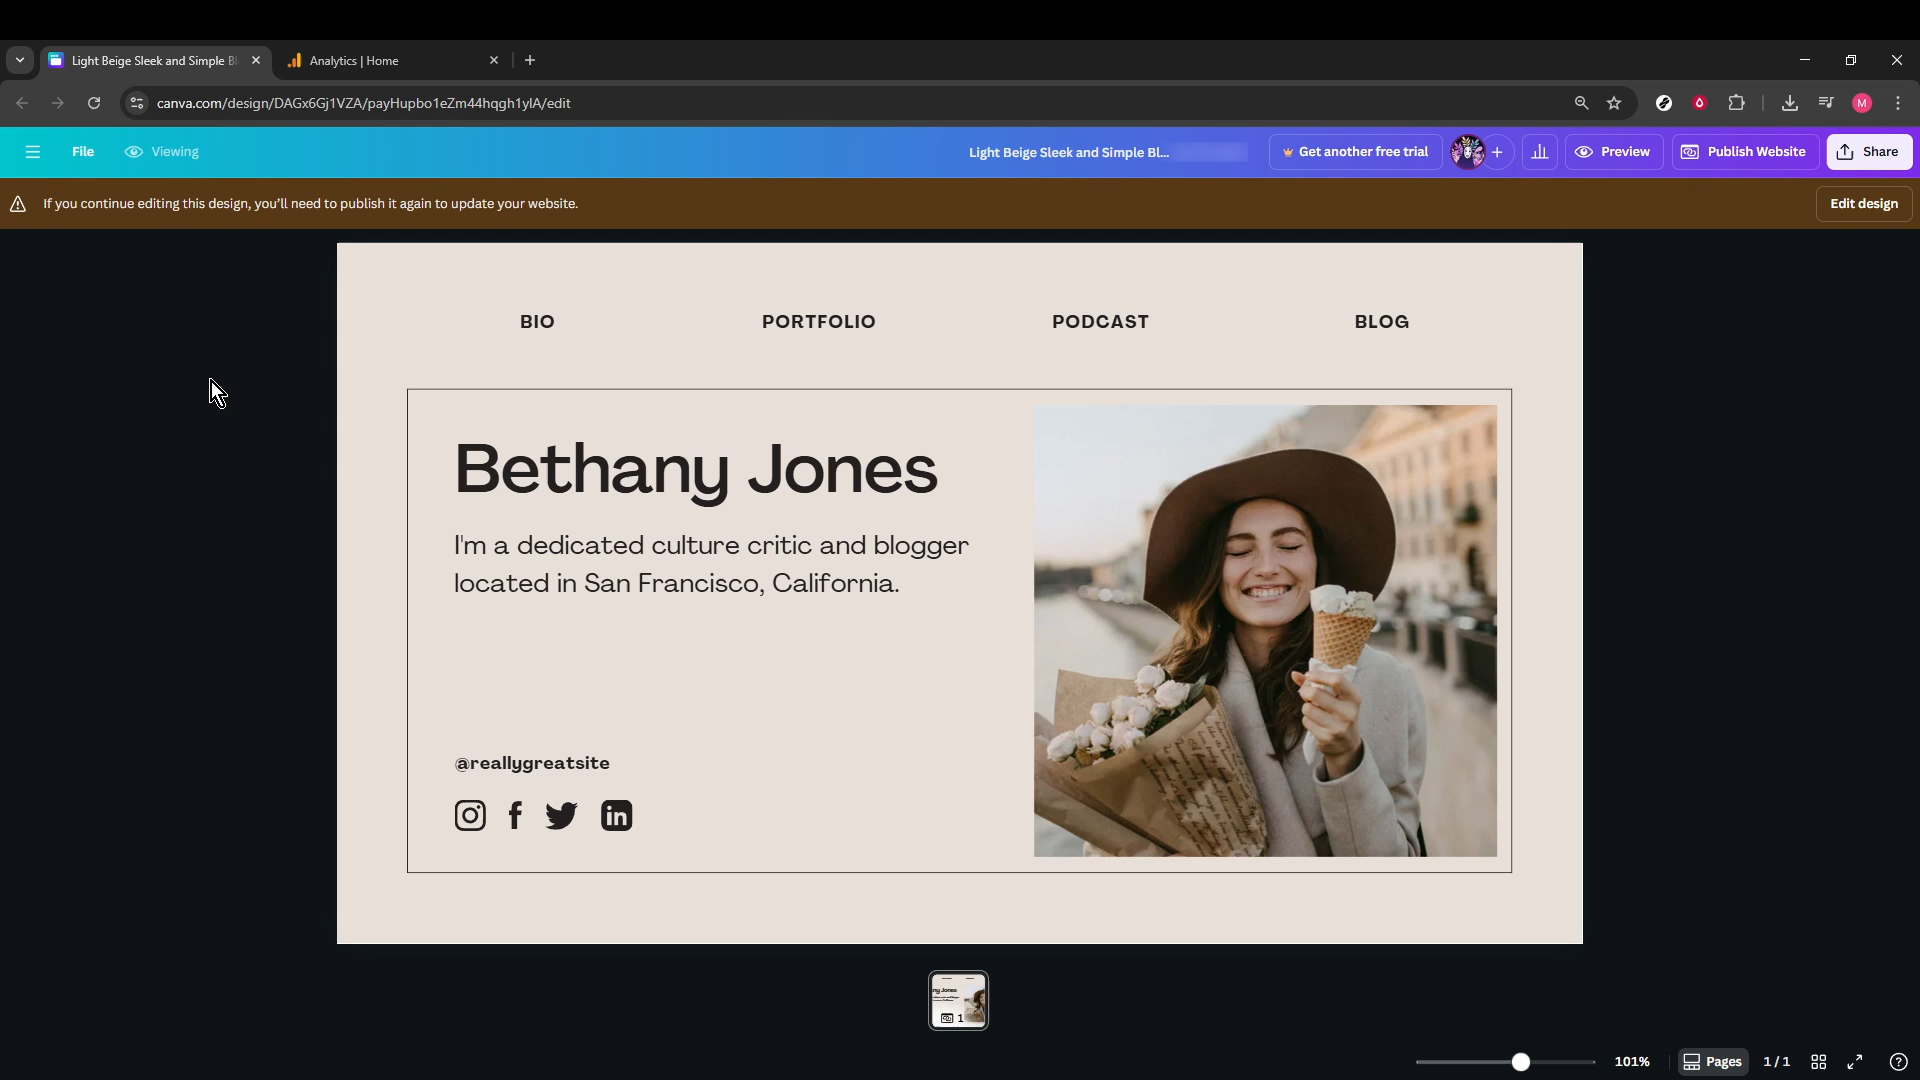 Light Beige Sleek and Simple Bl
Analytics | Home
canva.com/design/DAGx6Gj1VZA/payHupbo1eZm44hqgh1ylA/edit
M
File
Viewing
Light Beige Sleek and Simple Bl...
Get another free trial
Preview
Publish Website
Share
If you continue editing this design, you'll need to publish it again to update your website.
Edit design
BIO
PORTFOLIO
PODCAST
BLOG
Bethany Jones
I'm a dedicated culture critic and blogger
located in San Francisco, California.
@reallygreatsite
1
101%
Pages
1 / 1